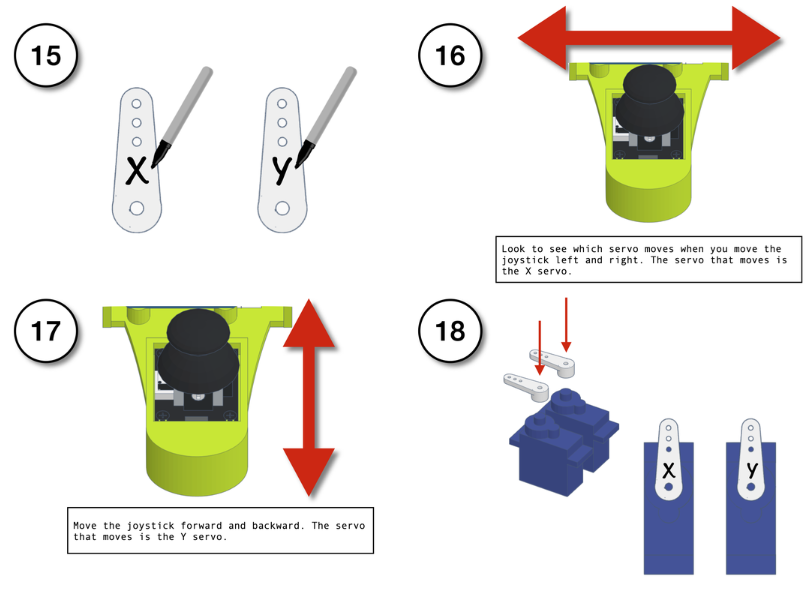 15
X
Y
16
Look to see which servo moves when you move the
joystick left and right. The servo that moves is
the X servo.
17
Move the joystick forward and backward. The servo
that moves is the Y servo.
18
X
Y